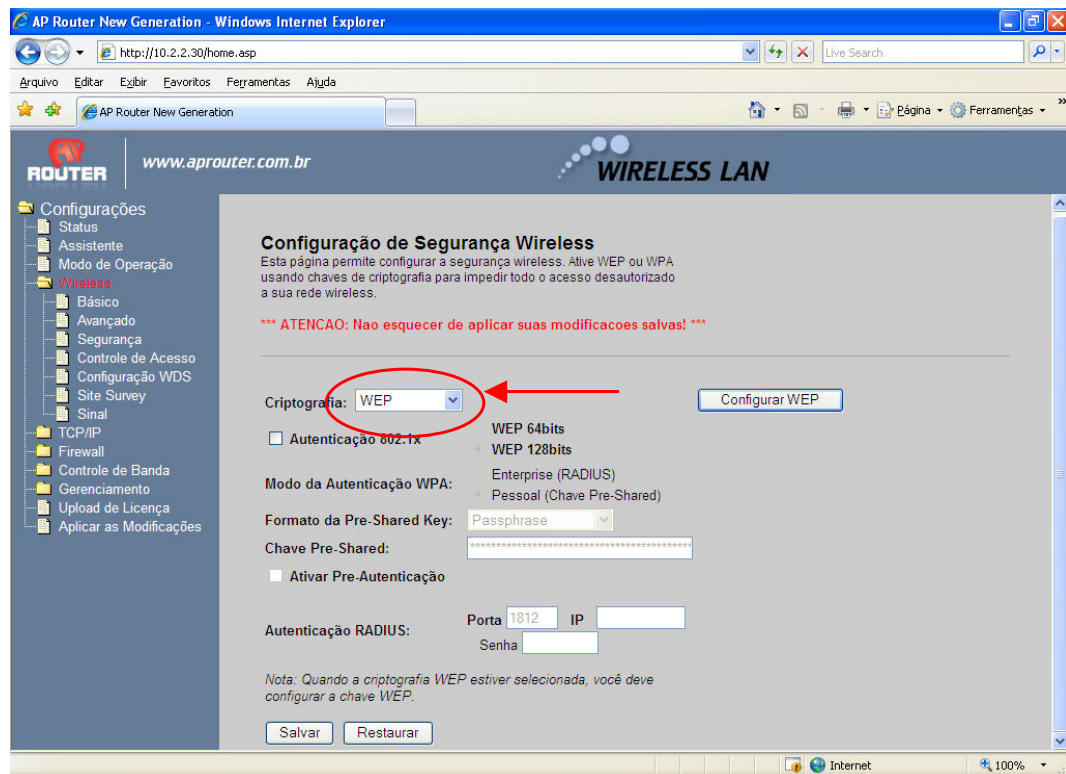 AP Router New Generation - Windows Internet Explorer
http://10.2.2.30/home.asp
Live Search
Arquivo Editar Exibir Favoritos Ferramentas Ajuda
AP Router New Generation
Página Ferramentas »
AP ROUTER
www.aprouter.com.br
WIRELESS LAN
Configurações
Status
Assistente
Modo de Operação
Wireless
Básico
Avançado
Segurança
Controle de Acesso
Configuração WDS
Site Survey
Sinal
TCP/IP
Firewall
Controle de Banda
Gerenciamento
Upload de Licença
Aplicar as Modificações
Configuração de Segurança Wireless
Esta página permite configurar a segurança wireless. Ative WEP ou WPA
usando chaves de criptografia para impedir todo o acesso desautorizado
a sua rede wireless.
*** ATENCAO: Nao esquecer de aplicar suas modificacoes salvas! ***
Criptografia: WEP
Configurar WEP
Autenticação 802.1x
WEP 64bits
WEP 128bits
Modo da Autenticação WPA:
Enterprise (RADIUS)
Pessoal (Chave Pre-Shared)
Formato da Pre-Shared Key: Passphrase
Chave Pre-Shared:
Ativar Pre-Autenticação
Autenticação RADIUS:
Porta 1812 IP
Senha
Nota: Quando a criptografia WEP estiver selecionada, você deve
configurar a chave WEP.
Salvar Restaurar
Internet 100%